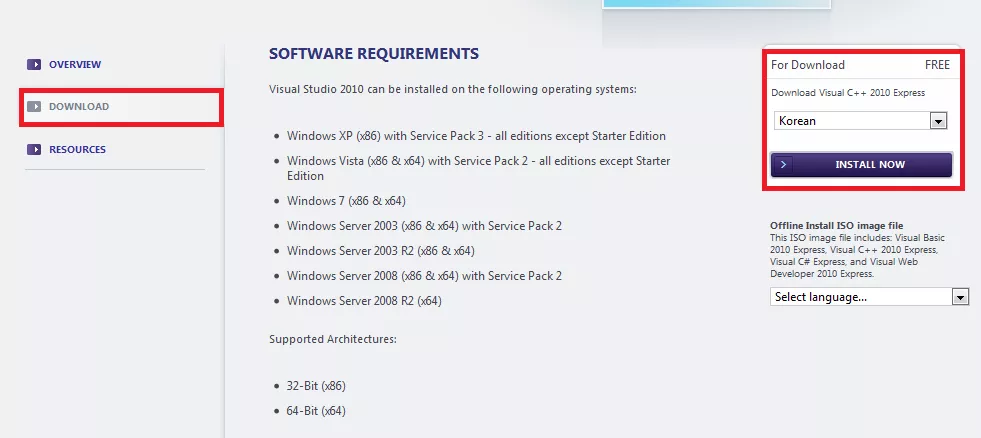 OVERVIEW
DOWNLOAD
RESOURCES
SOFTWARE REQUIREMENTS
Visual Studio 2010 can be installed on the following operating systems:
• Windows XP (x86) with Service Pack 3 - all editions except Starter Edition
• Windows Vista (x86 & x64) with Service Pack 2 - all editions except Starter
Edition
• Windows 7 (x86 & x64)
• Windows Server 2003 (x86 & x64) with Service Pack 2
• Windows Server 2003 R2 (x86 & x64)
• Windows Server 2008 (x86 & x64) with Service Pack 2
• Windows Server 2008 R2 (x64)
Supported Architectures:
• 32-Bit (x86)
• 64-Bit (x64)
For Download FREE
Download Visual C++ 2010 Express
Korean
INSTALL NOW
Offline Install ISO image file
This ISO image file includes: Visual Basic
2010 Express, Visual C++ 2010 Express,
Visual C# Express, and Visual Web
Developer 2010 Express.
Select language...